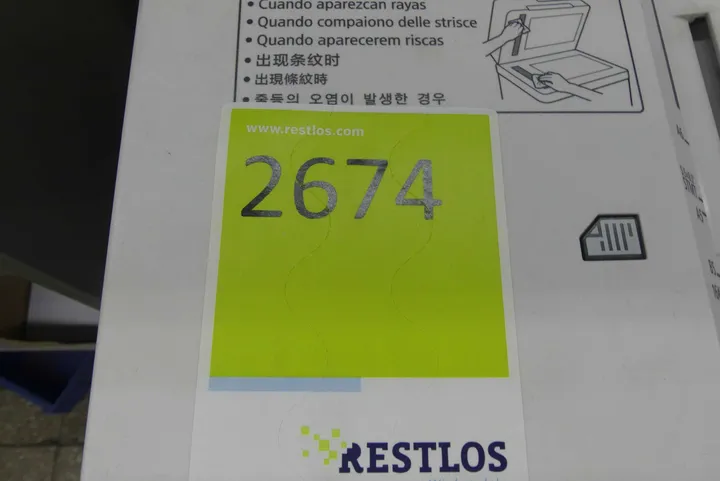 • Cuando aparezcan rayas
• Quando compaiono delle strisce
• Quando aparecerem riscas
• 出现条纹时
• 出現條紋時
• 줄등의 오염이 발생한 경우
www.restlos.com
2674
RESTLOS